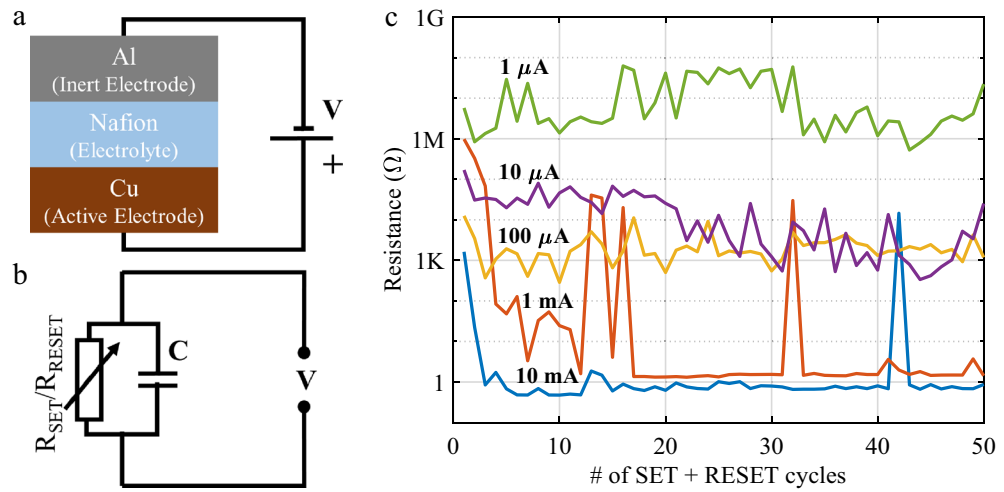 a
Al
(Inert Electrode)
Nafion
(Electrolyte)
Cu
(Active Electrode)
V
+
b
R_SET/R_RESET
C
V
c
Resistance (Ω)
1G
1M
1K
1
1 μA
10 μA
100 μA
1 mA
10 mA
0 10 20 30 40 50
# of SET + RESET cycles